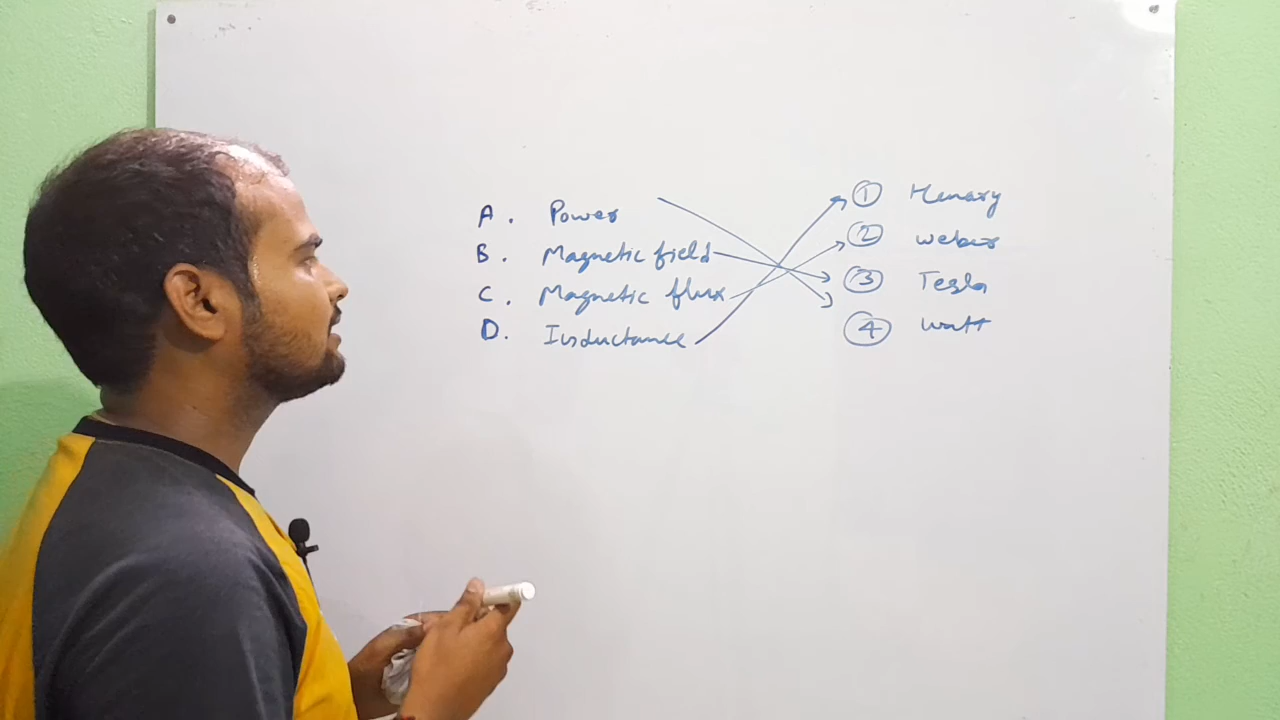 A. Power ① Henary
B. Magnetic field ② weber
C. Magnetic flux ③ Tesla
D. Inductance ④ watt